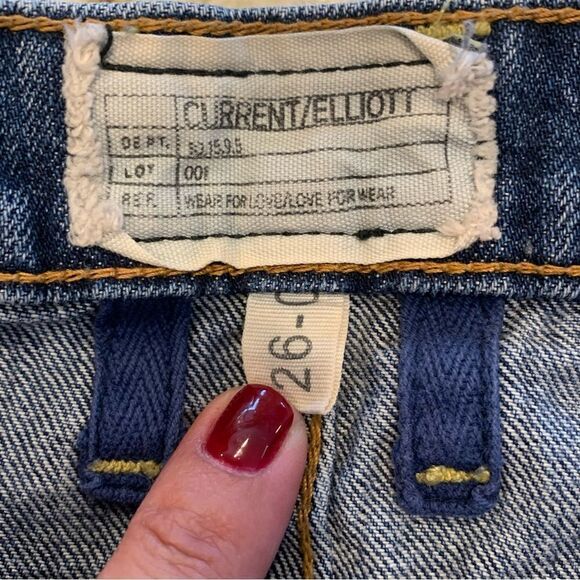 CURRENT/ELLIOTT
DEPT.
LOT 001
REF. WEAR FOR LOVE/LOVE FOR WEAR
26-0